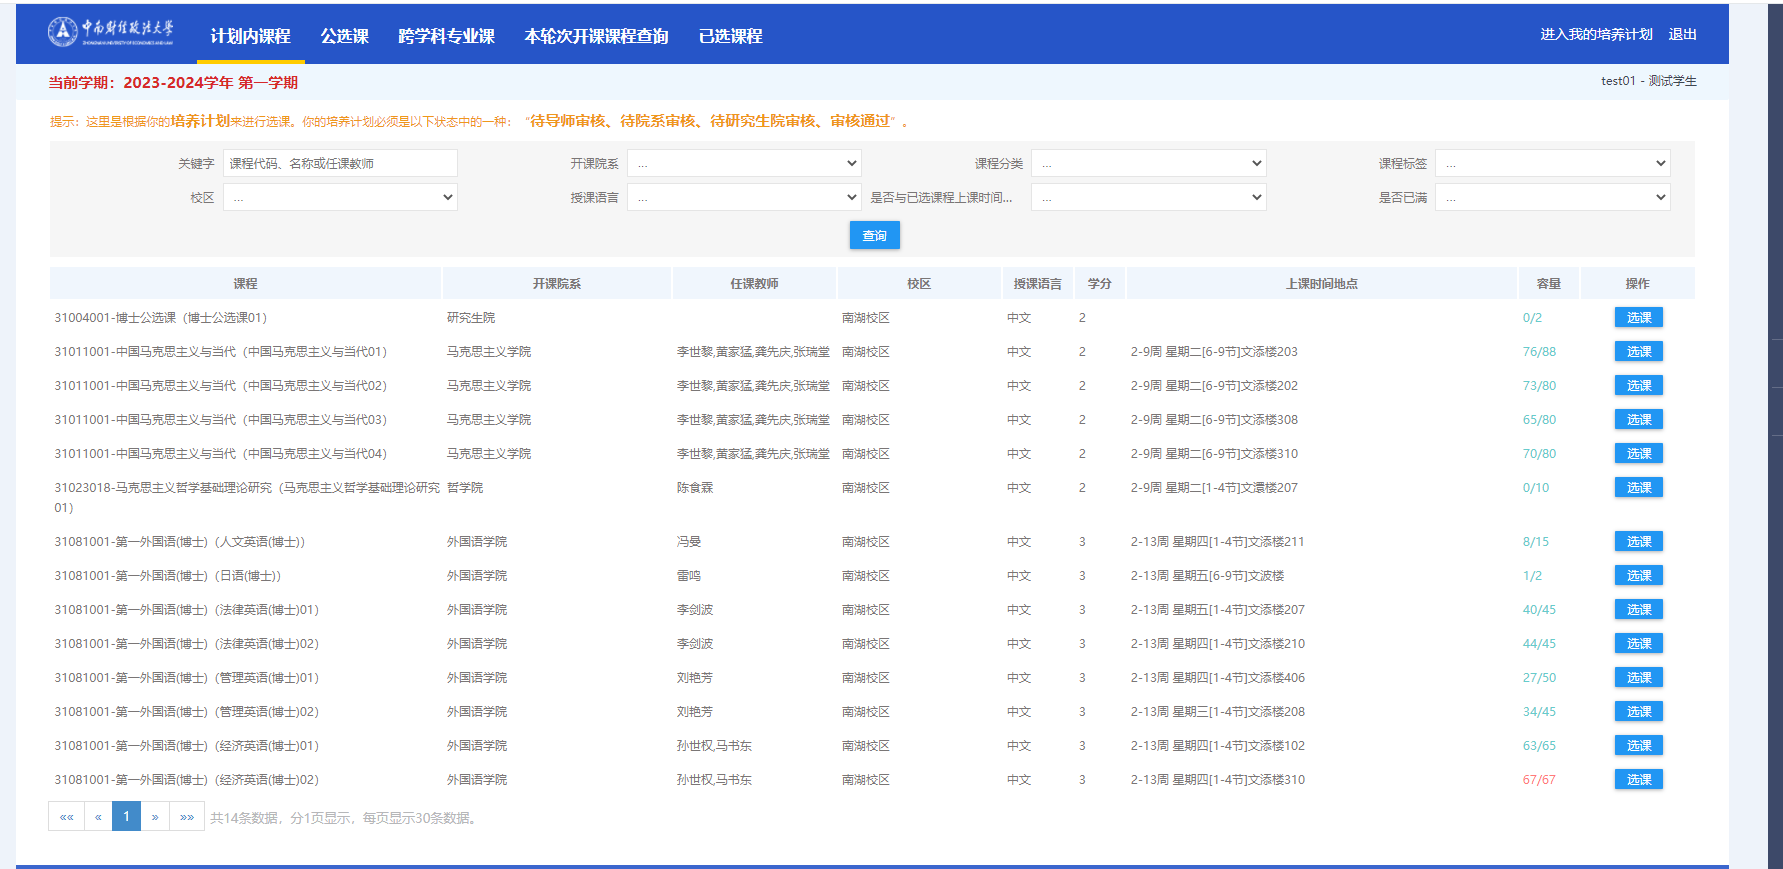 中南财经政法大学
ZHONGNAN UNIVERSITY OF ECONOMICS AND LAW
计划内课程 公选课 跨学科专业课 本轮次开课课程查询 已选课程 进入我的培养计划 退出
当前学期：2023-2024学年 第一学期 test01 - 测试学生
提示：这里是根据你的培养计划来进行选课。你的培养计划必须是以下状态中的一种：“待导师审核、待院系审核、待研究生院审核、审核通过”。
关键字 课程代码、名称或任课教师 开课院系 ... 课程分类 ... 课程标签 ...
校区 ... 授课语言 ... 是否与已选课程上课时间... ... 是否已满 ...
查询
课程 开课院系 任课教师 校区 授课语言 学分 上课时间地点 容量 操作
31004001-博士公选课（博士公选课01） 研究生院 南湖校区 中文 2 0/2 选课
31011001-中国马克思主义与当代（中国马克思主义与当代01） 马克思主义学院 李世黎,黄家猛,龚先庆,张瑞堂 南湖校区 中文 2 2-9周 星期二[6-9节]文添楼203 76/88 选课
31011001-中国马克思主义与当代（中国马克思主义与当代02） 马克思主义学院 李世黎,黄家猛,龚先庆,张瑞堂 南湖校区 中文 2 2-9周 星期二[6-9节]文添楼202 73/80 选课
31011001-中国马克思主义与当代（中国马克思主义与当代03） 马克思主义学院 李世黎,黄家猛,龚先庆,张瑞堂 南湖校区 中文 2 2-9周 星期二[6-9节]文添楼308 65/80 选课
31011001-中国马克思主义与当代（中国马克思主义与当代04） 马克思主义学院 李世黎,黄家猛,龚先庆,张瑞堂 南湖校区 中文 2 2-9周 星期二[6-9节]文添楼310 70/80 选课
31023018-马克思主义哲学基础理论研究（马克思主义哲学基础理论研究 哲学院 陈食霖 南湖校区 中文 2 2-9周 星期二[1-4节]文澴楼207 0/10 选课
01）
31081001-第一外国语(博士)（人文英语(博士)） 外国语学院 冯曼 南湖校区 中文 3 2-13周 星期四[1-4节]文添楼211 8/15 选课
31081001-第一外国语(博士)（日语(博士)） 外国语学院 雷鸣 南湖校区 中文 3 2-13周 星期五[6-9节]文波楼 1/2 选课
31081001-第一外国语(博士)（法律英语(博士)01） 外国语学院 李剑波 南湖校区 中文 3 2-13周 星期五[1-4节]文添楼207 40/45 选课
31081001-第一外国语(博士)（法律英语(博士)02） 外国语学院 李剑波 南湖校区 中文 3 2-13周 星期四[1-4节]文添楼210 44/45 选课
31081001-第一外国语(博士)（管理英语(博士)01） 外国语学院 刘艳芳 南湖校区 中文 3 2-13周 星期四[1-4节]文添楼406 27/50 选课
31081001-第一外国语(博士)（管理英语(博士)02） 外国语学院 刘艳芳 南湖校区 中文 3 2-13周 星期三[1-4节]文添楼208 34/45 选课
31081001-第一外国语(博士)（经济英语(博士)01） 外国语学院 孙世权,马书东 南湖校区 中文 3 2-13周 星期四[1-4节]文添楼102 63/65 选课
31081001-第一外国语(博士)（经济英语(博士)02） 外国语学院 孙世权,马书东 南湖校区 中文 3 2-13周 星期四[1-4节]文添楼310 67/67 选课
«« « 1 » »» 共14条数据，分1页显示，每页显示30条数据。